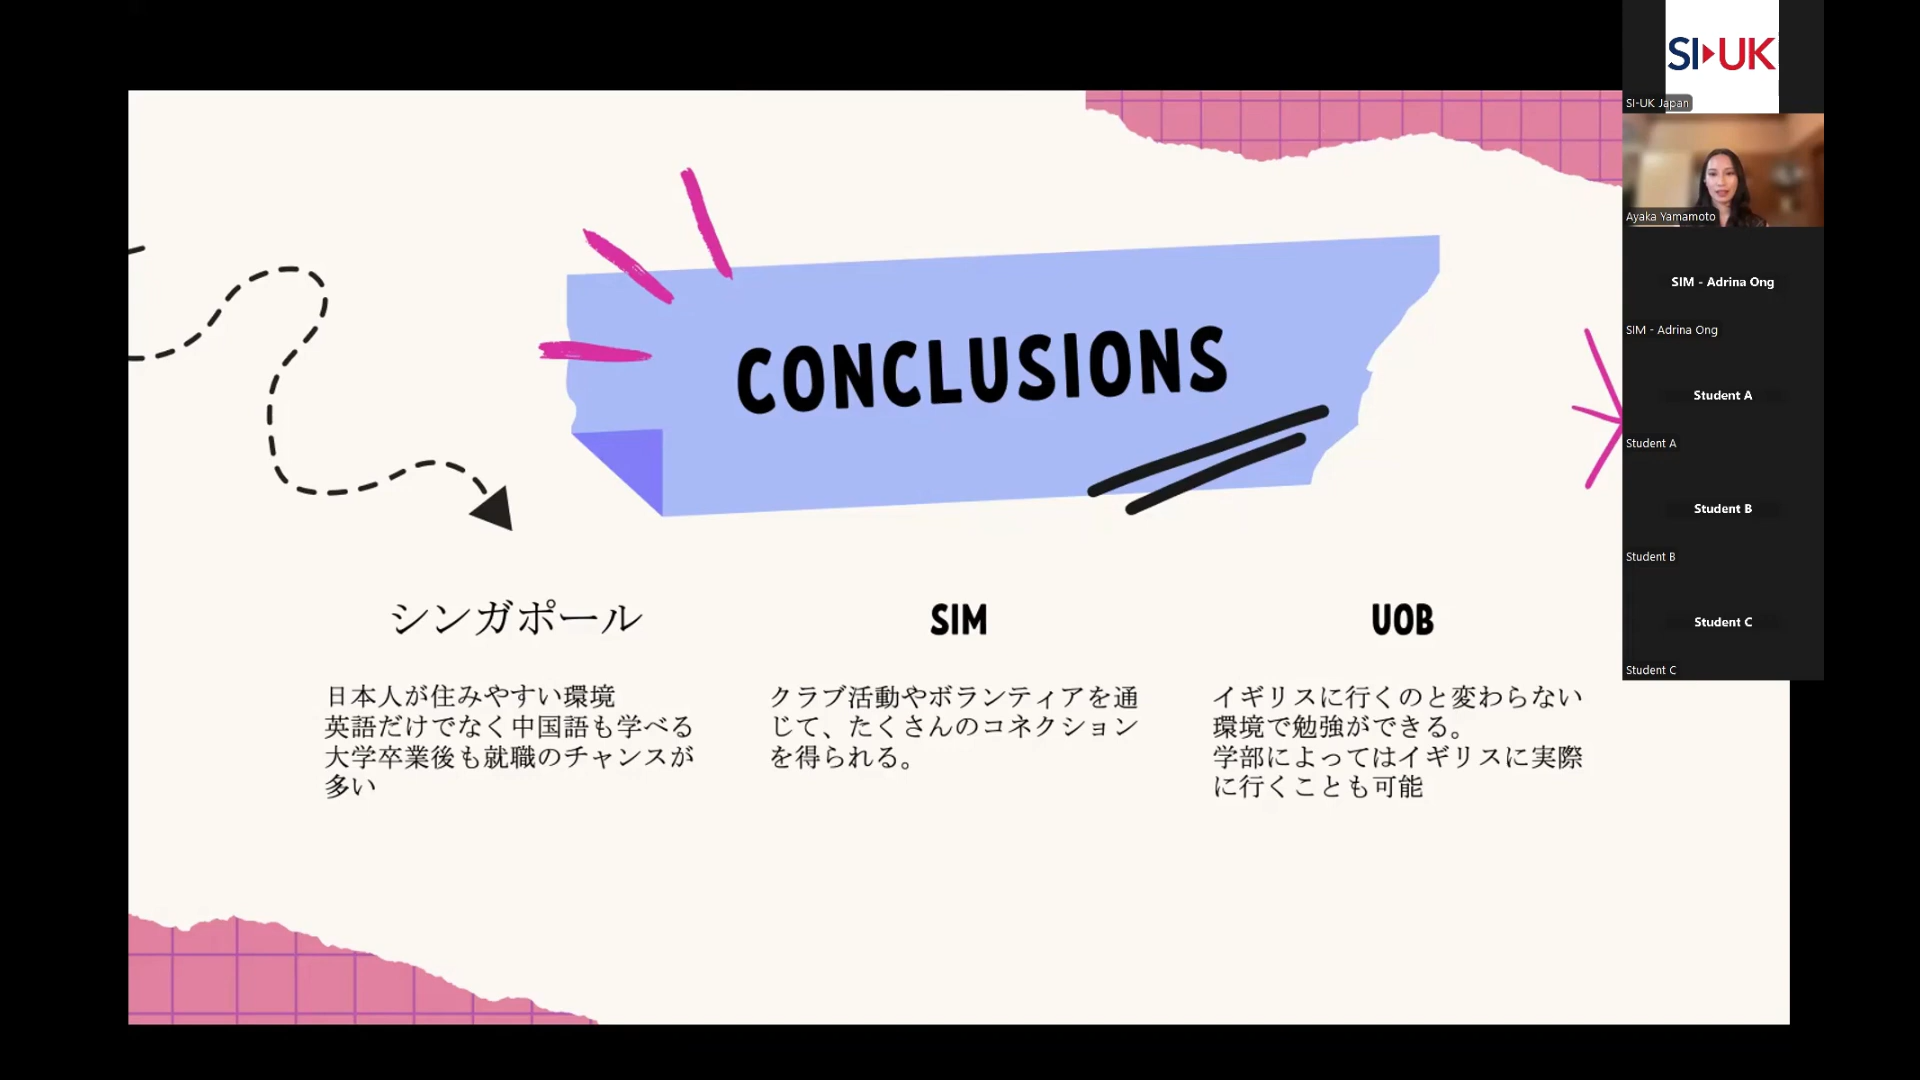 CONCLUSIONS
シンガポール
日本人が住みやすい環境
英語だけでなく中国語も学べる
大学卒業後も就職のチャンスが
多い
SIM
クラブ活動やボランティアを通
じて、たくさんのコネクション
を得られる。
UOB
イギリスに行くのと変わらない
環境で勉強ができる。
学部によってはイギリスに実際
に行くことも可能
SI-UK
SI-UK Japan
Ayaka Yamamoto
SIM - Adrina Ong
SIM - Adrina Ong
Student A
Student A
Student B
Student B
Student C
Student C